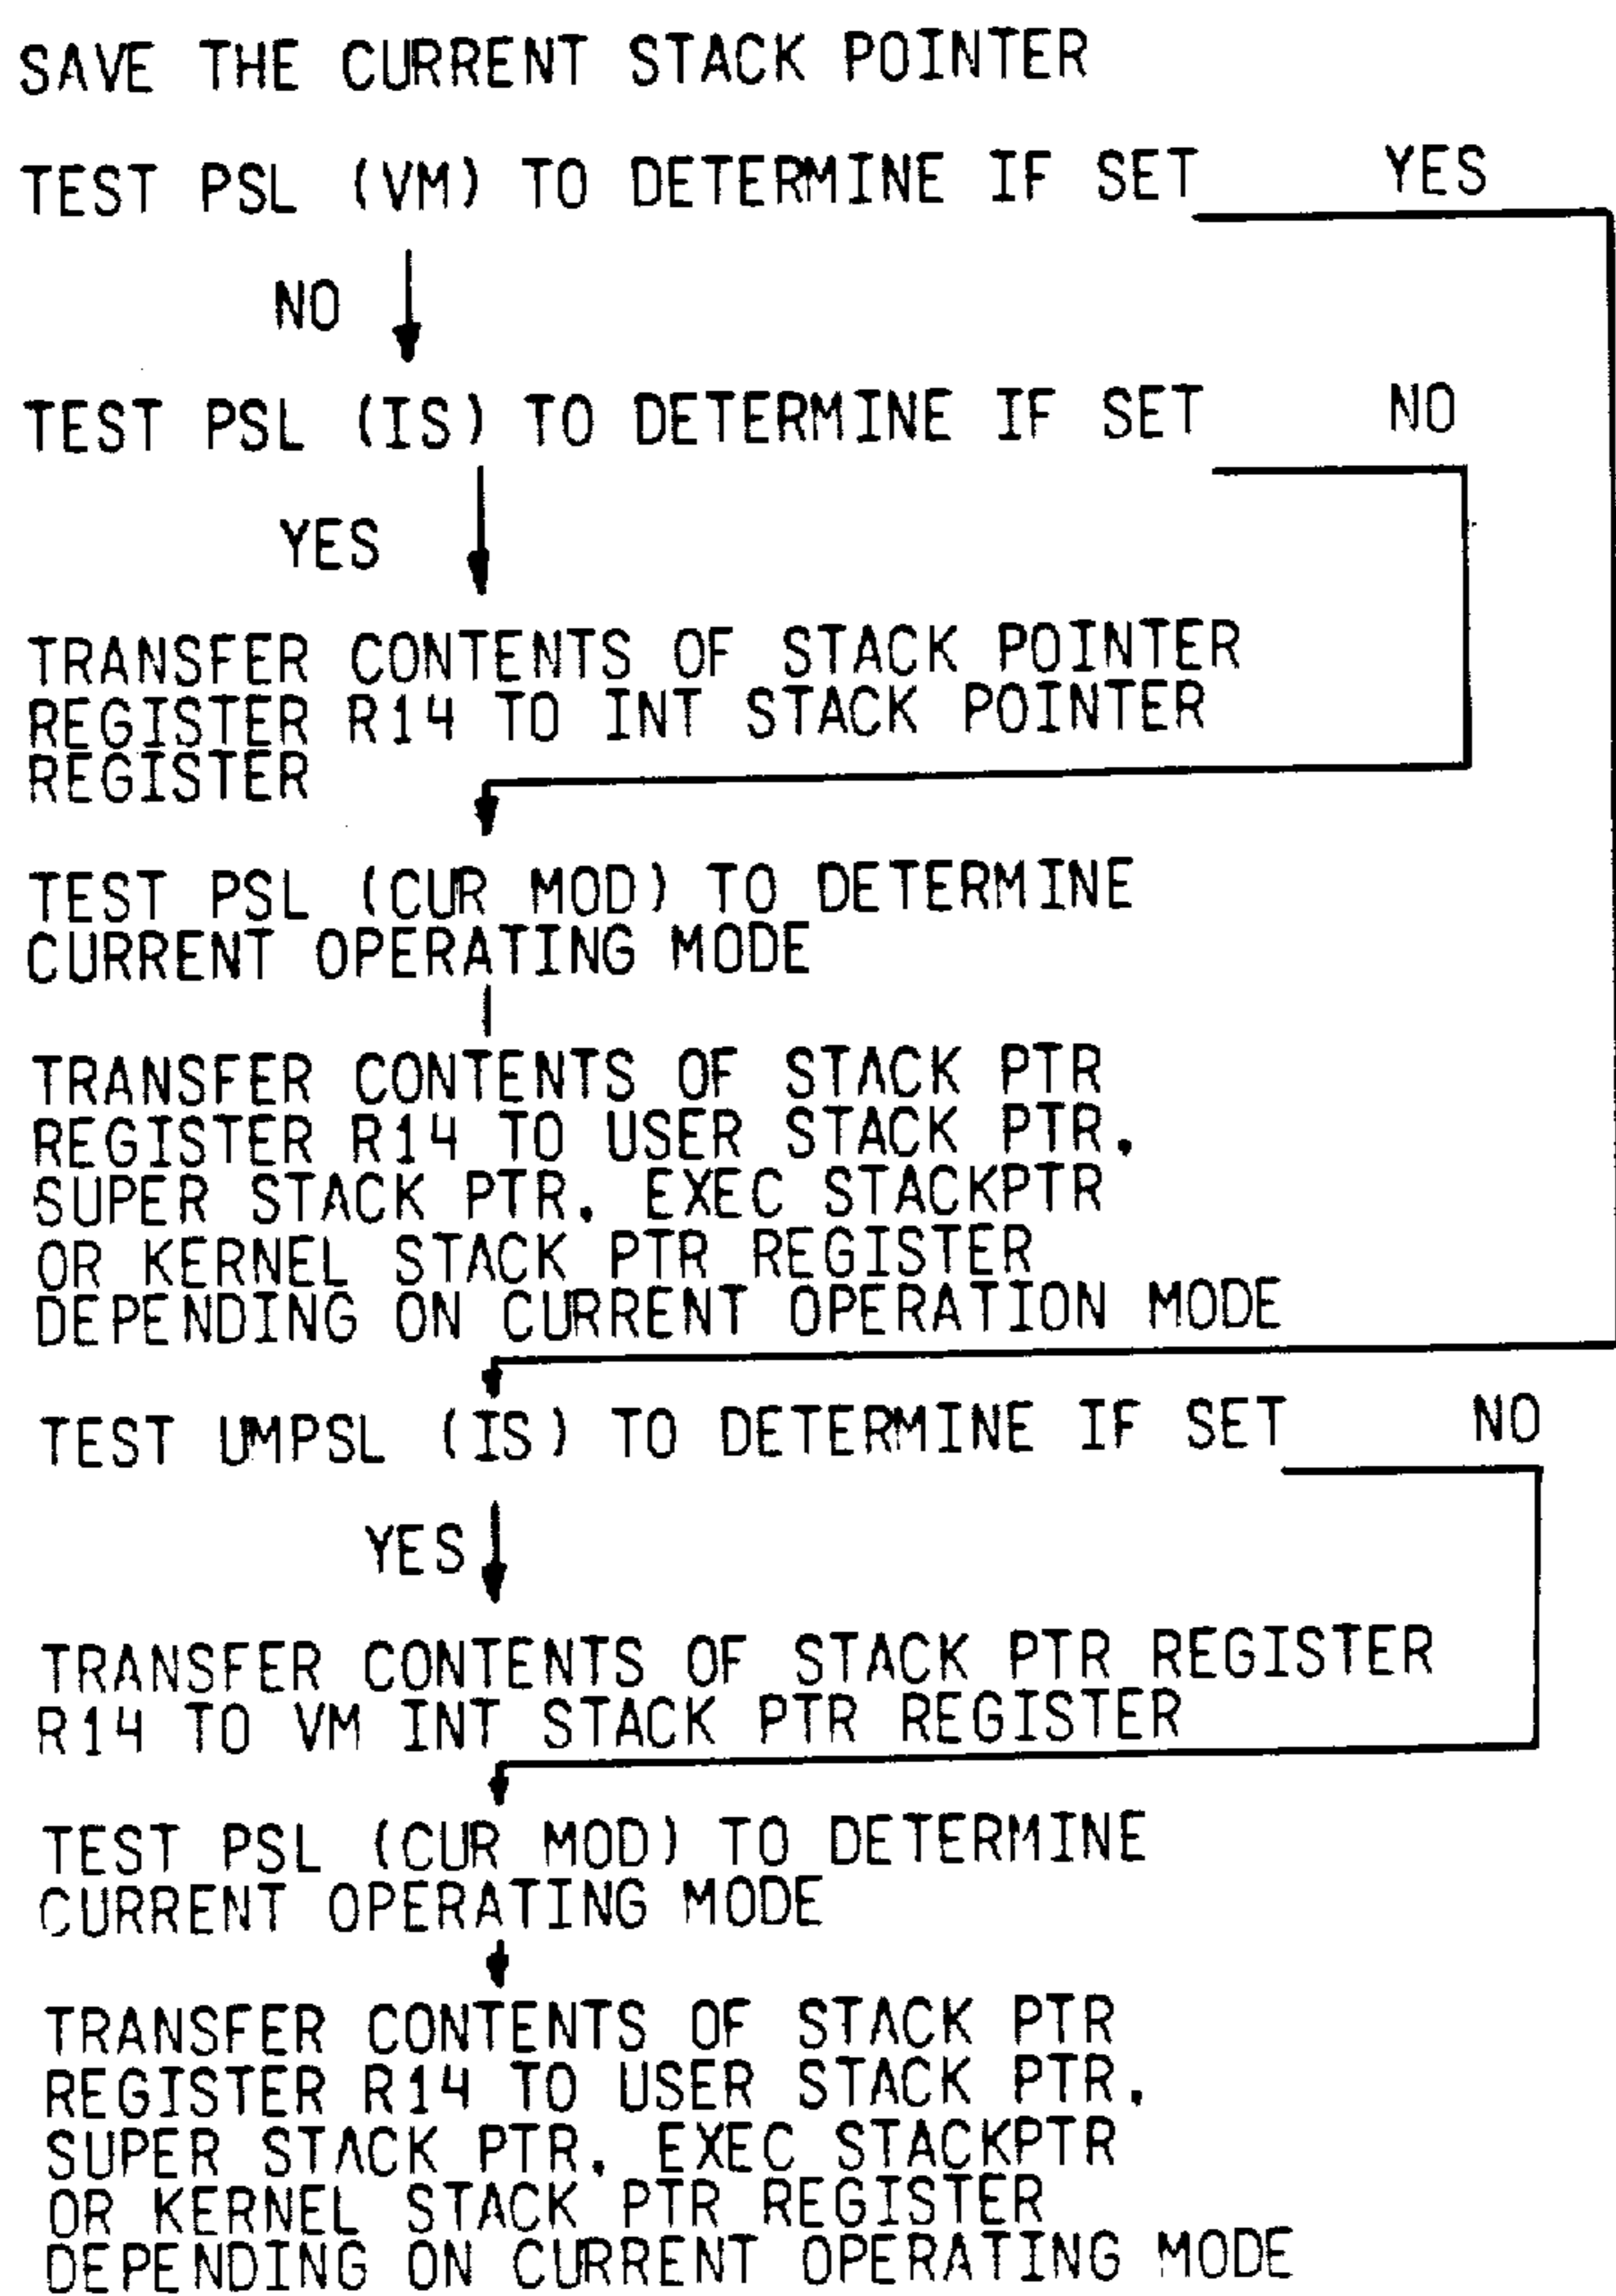 SAVE THE CURRENT STACK POINTER
TEST PSL (VM) TO DETERMINE IF SET YES
NO
TEST PSL (IS) TO DETERMINE IF SET NO
YES
TRANSFER CONTENTS OF STACK POINTER
REGISTER R14 TO INT STACK POINTER
REGISTER
TEST PSL (CUR MOD) TO DETERMINE
CURRENT OPERATING MODE
TRANSFER CONTENTS OF STACK PTR
REGISTER R14 TO USER STACK PTR.
SUPER STACK PTR. EXEC STACKPTR
OR KERNEL STACK PTR REGISTER
DEPENDING ON CURRENT OPERATION MODE
TEST UMPSL (IS) TO DETERMINE IF SET NO
YES
TRANSFER CONTENTS OF STACK PTR REGISTER
R14 TO VM INT STACK PTR REGISTER
TEST PSL (CUR MOD) TO DETERMINE
CURRENT OPERATING MODE
TRANSFER CONTENTS OF STACK PTR
REGISTER R14 TO USER STACK PTR.
SUPER STACK PTR. EXEC STACKPTR
OR KERNEL STACK PTR REGISTER
DEPENDING ON CURRENT OPERATING MODE